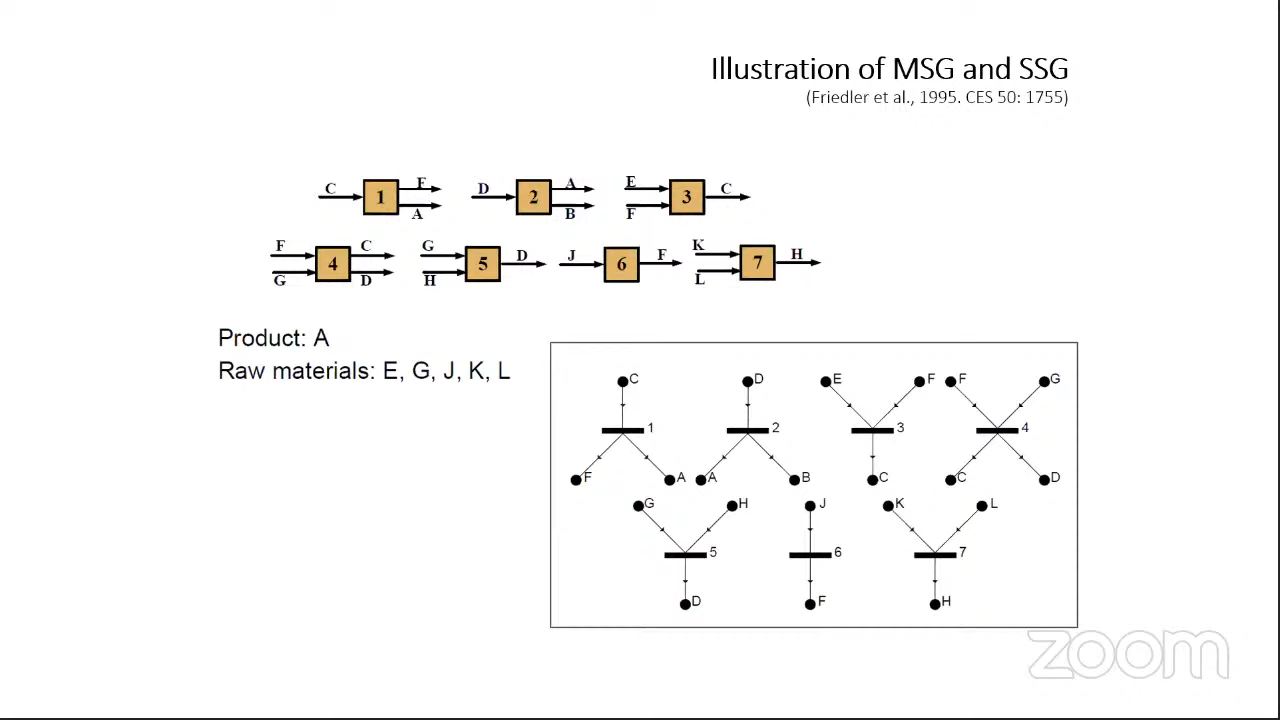 Illustration of MSG and SSG
(Friedler et al., 1995. CES 50: 1755)
C 1 F A
D 2 A B
E F 3 C
F G 4 C D
G H 5 D
J 6 F
K L 7 H
Product: A
Raw materials: E, G, J, K, L
C D E F F G
1 2 3 4
F A A B C C D
G H J K L
5 6 7
D F H
zoom